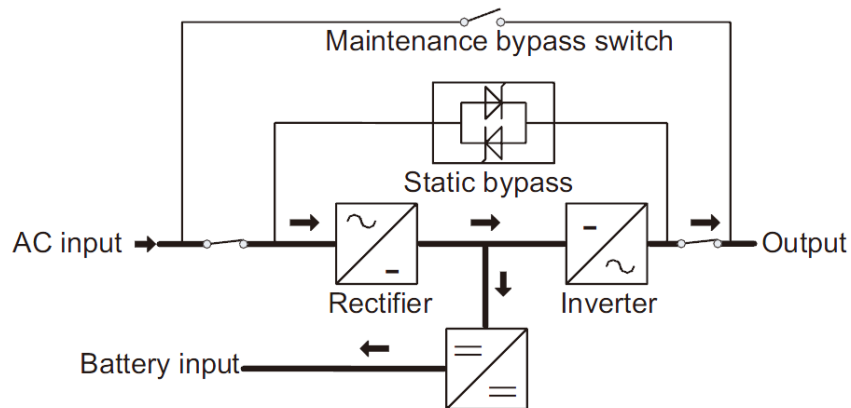 Maintenance bypass switch
Static bypass
AC input
Output
Rectifier
Inverter
Battery input